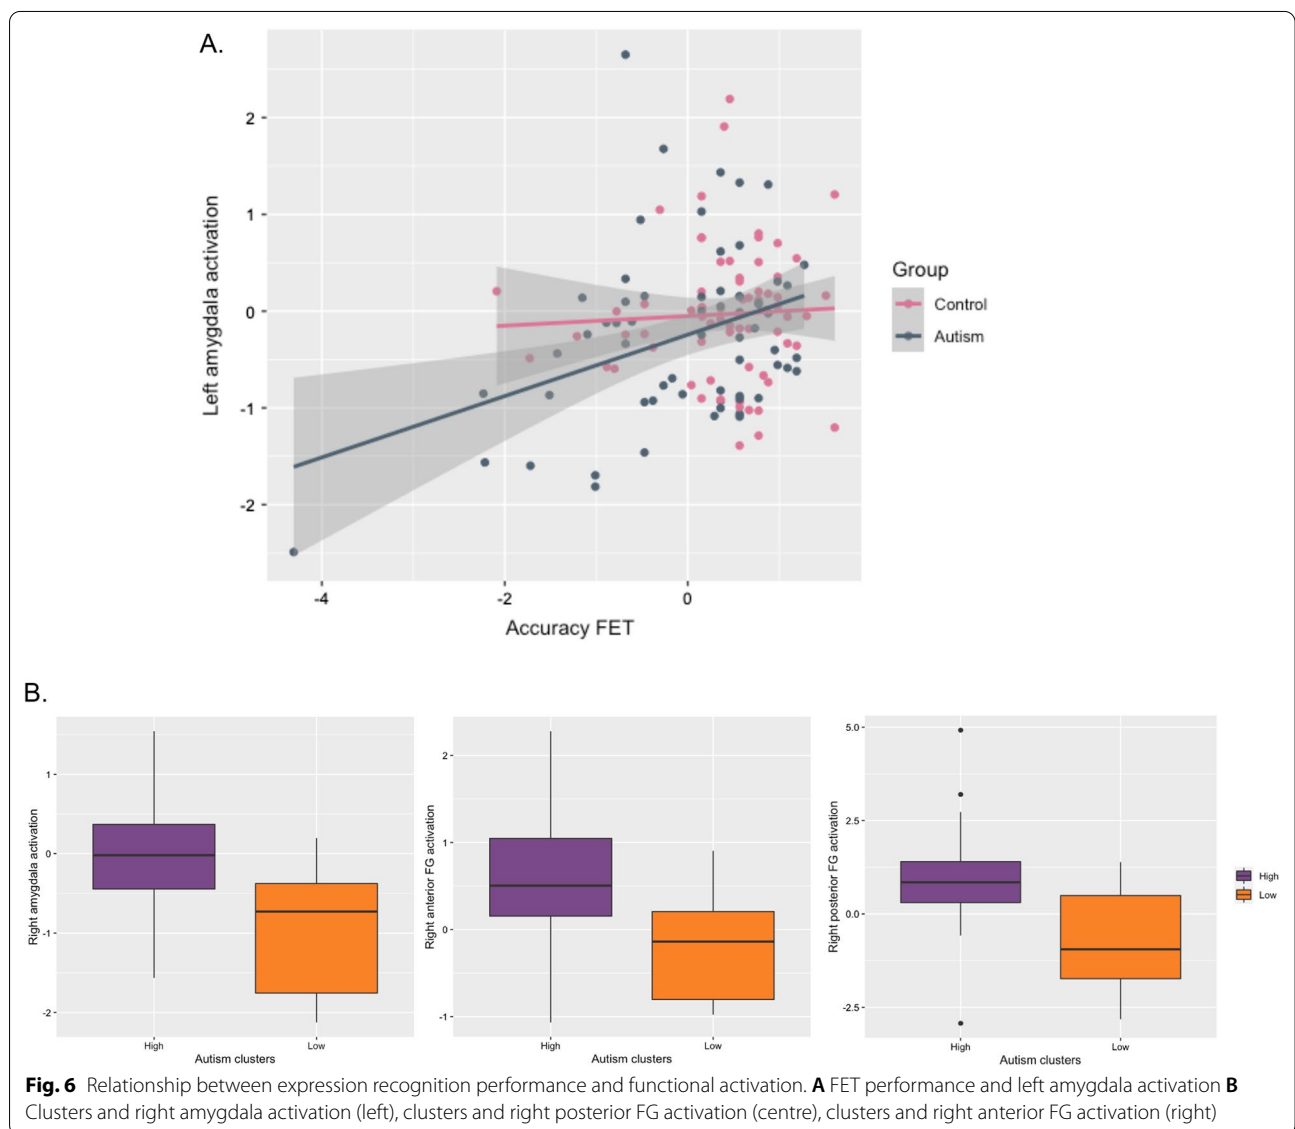 A.
2
1
0
-1
-2
Left amygdala activation
-4 -2 0
Accuracy FET
Group
Control
Autism
B.
1
0
-1
-2
Right amygdala activation
High Low
Autism clusters
2
1
0
-1
Right anterior FG activation
High Low
Autism clusters
5.0
2.5
0.0
-2.5
Right posterior FG activation
High Low
Autism clusters
High
Low
Fig. 6 Relationship between expression recognition performance and functional activation. A FET performance and left amygdala activation B
Clusters and right amygdala activation (left), clusters and right posterior FG activation (centre), clusters and right anterior FG activation (right)